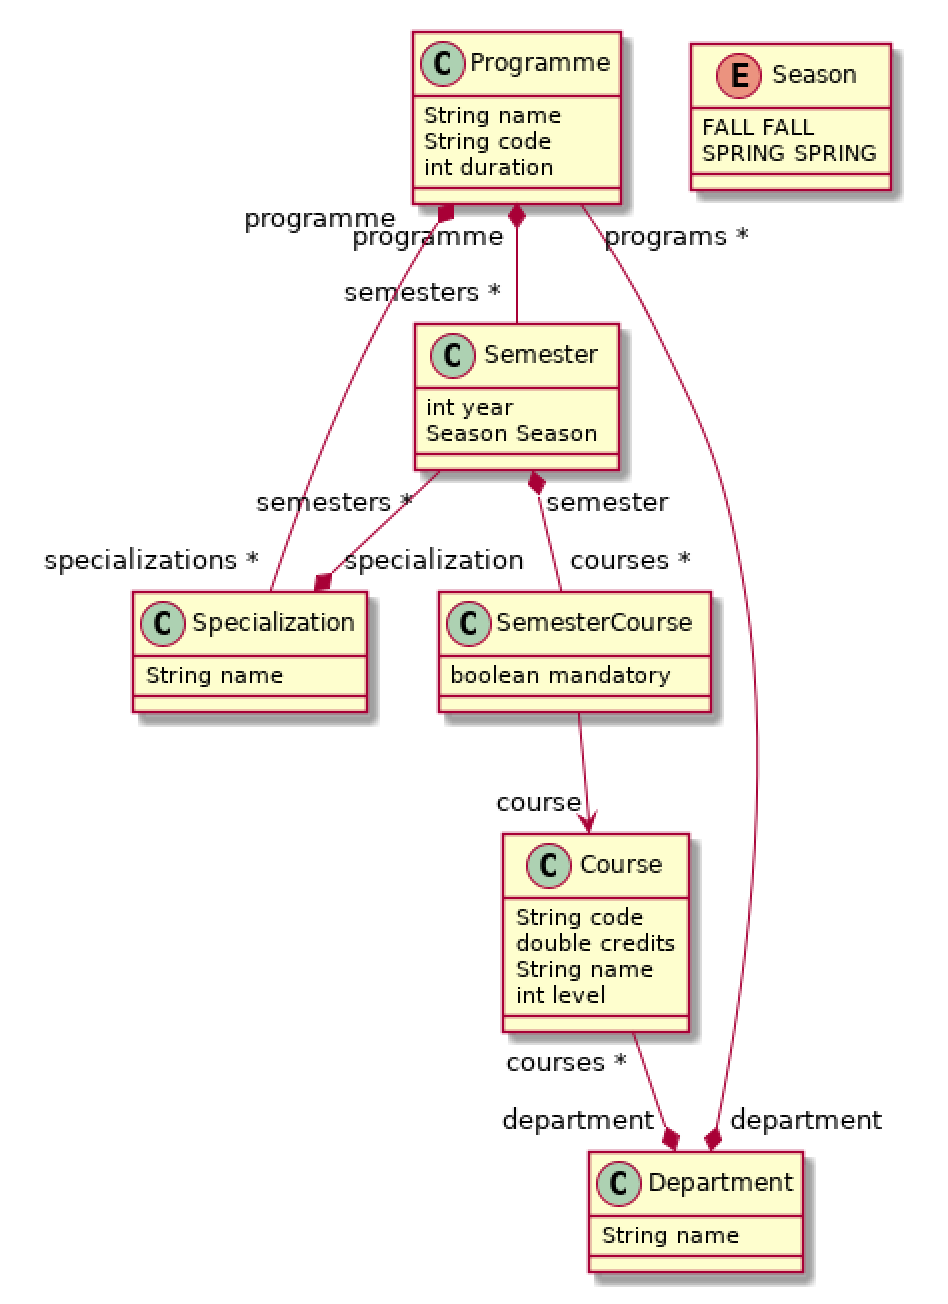 C Programme
String name
String code
int duration
E Season
FALL FALL
SPRING SPRING
programme
programme
programs *
semesters *
C Semester
int year
Season Season
semesters *
semester
specializations *
specialization
courses *
C Specialization
String name
C SemesterCourse
boolean mandatory
course
C Course
String code
double credits
String name
int level
courses *
department
department
C Department
String name